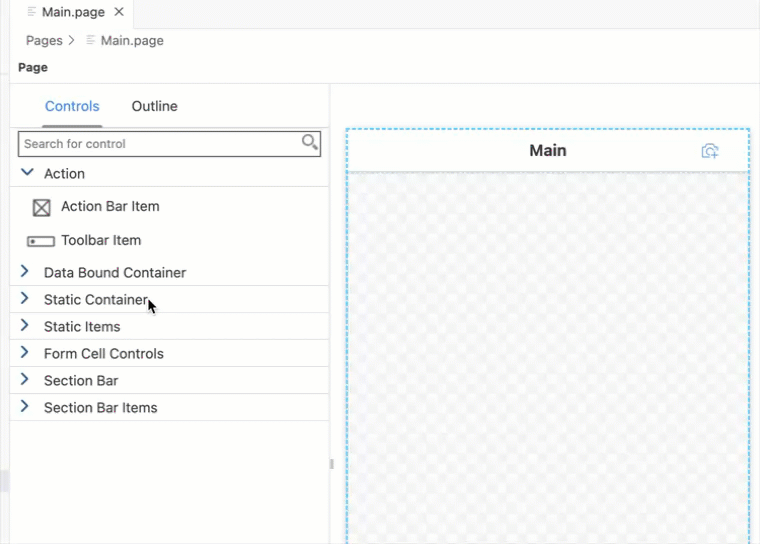 Main.page
Pages > Main.page
Page
Controls Outline
Search for control
Action
Action Bar Item
Toolbar Item
Data Bound Container
Static Container
Static Items
Form Cell Controls
Section Bar
Section Bar Items
Main